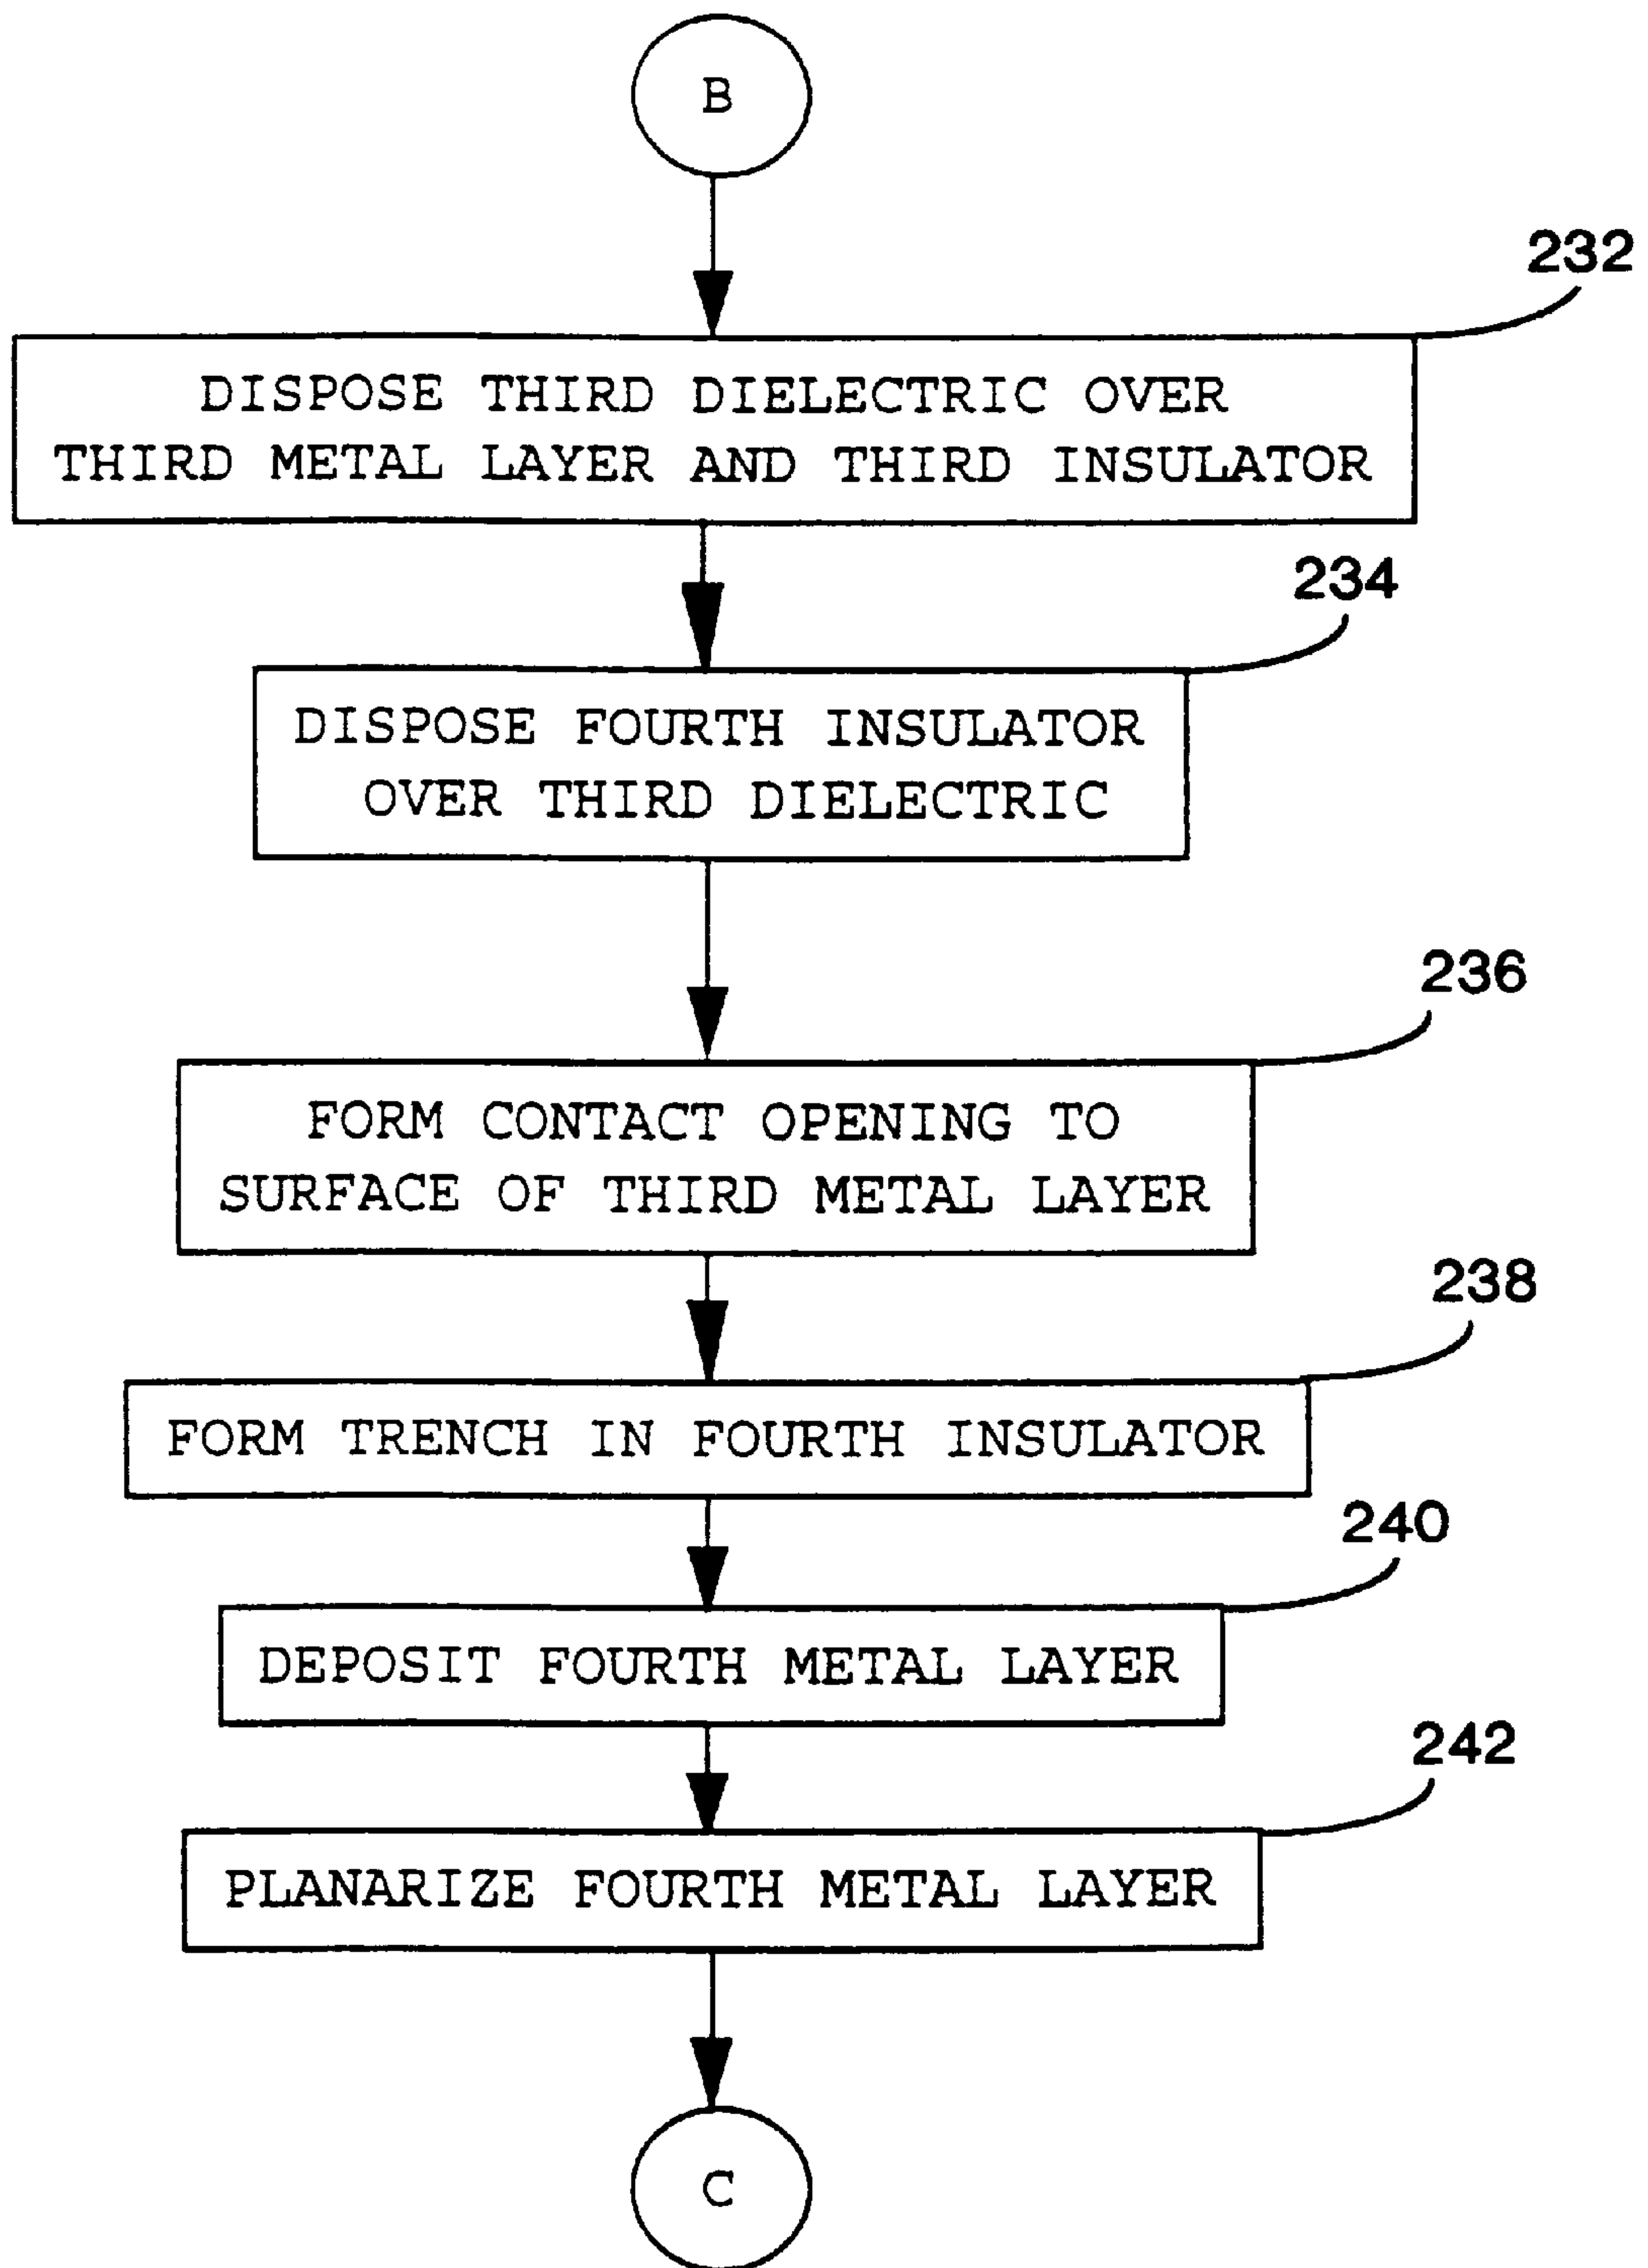 B
232
DISPOSE THIRD DIELECTRIC OVER
THIRD METAL LAYER AND THIRD INSULATOR
234
DISPOSE FOURTH INSULATOR
OVER THIRD DIELECTRIC
236
FORM CONTACT OPENING TO
SURFACE OF THIRD METAL LAYER
238
FORM TRENCH IN FOURTH INSULATOR
240
DEPOSIT FOURTH METAL LAYER
242
PLANARIZE FOURTH METAL LAYER
C